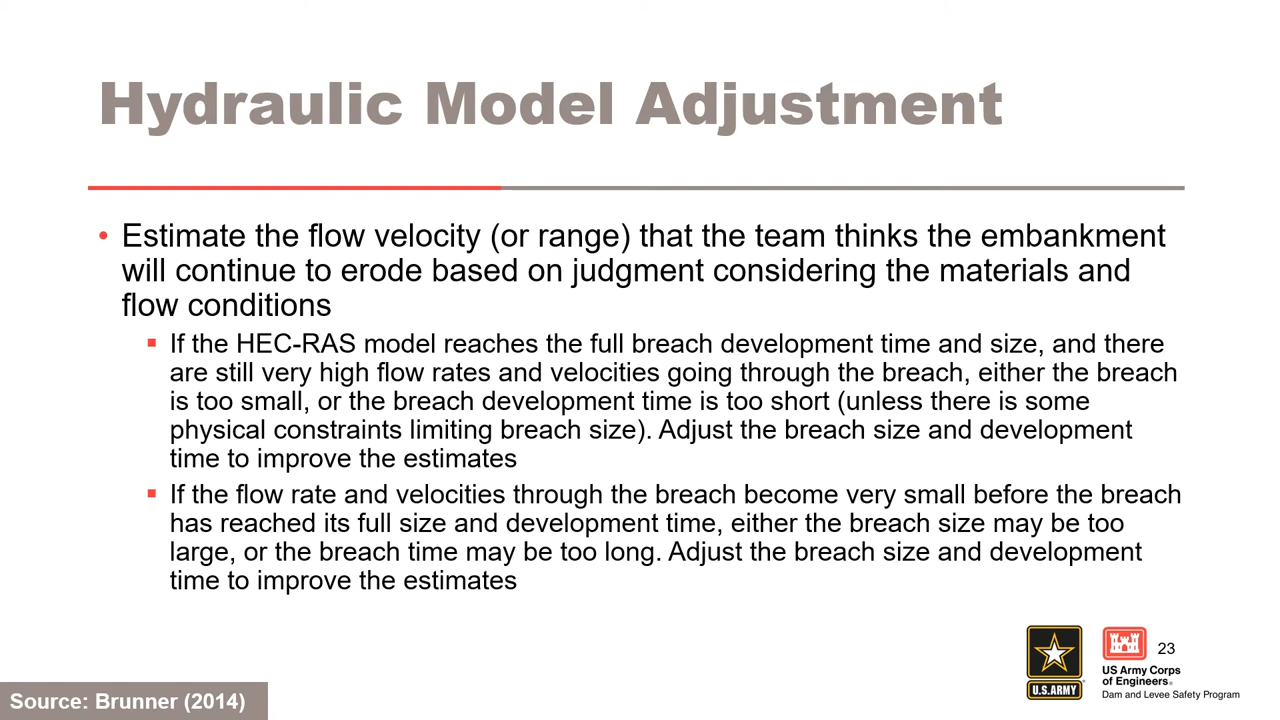 Hydraulic Model Adjustment
• Estimate the flow velocity (or range) that the team thinks the embankment
will continue to erode based on judgment considering the materials and
flow conditions
▪ If the HEC-RAS model reaches the full breach development time and size, and there
are still very high flow rates and velocities going through the breach, either the breach
is too small, or the breach development time is too short (unless there is some
physical constraints limiting breach size). Adjust the breach size and development
time to improve the estimates
▪ If the flow rate and velocities through the breach become very small before the breach
has reached its full size and development time, either the breach size may be too
large, or the breach time may be too long. Adjust the breach size and development
time to improve the estimates
U.S.ARMY
US Army Corps
of Engineers®
Dam and Levee Safety Program
23
Source: Brunner (2014)